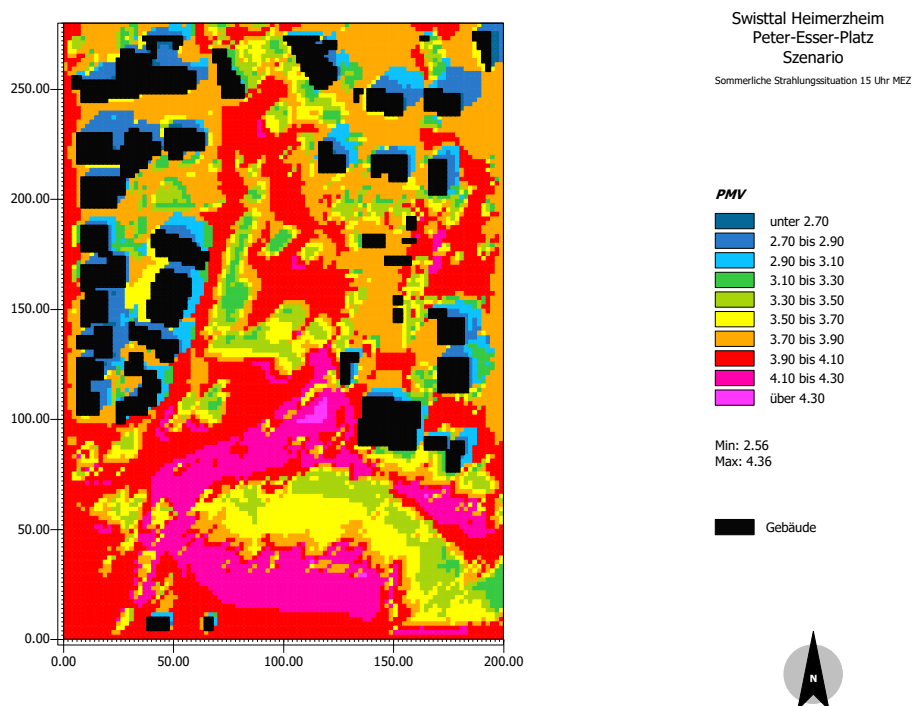 Swisttal Heimerzheim
Peter-Esser-Platz
Szenario
Sommerliche Strahlungssituation 15 Uhr MEZ
250.00
200.00
150.00
100.00
50.00
0.00
0.00 50.00 100.00 150.00 200.00
PMV
unter 2.70
2.70 bis 2.90
2.90 bis 3.10
3.10 bis 3.30
3.30 bis 3.50
3.50 bis 3.70
3.70 bis 3.90
3.90 bis 4.10
4.10 bis 4.30
über 4.30
Min: 2.56
Max: 4.36
Gebäude
N